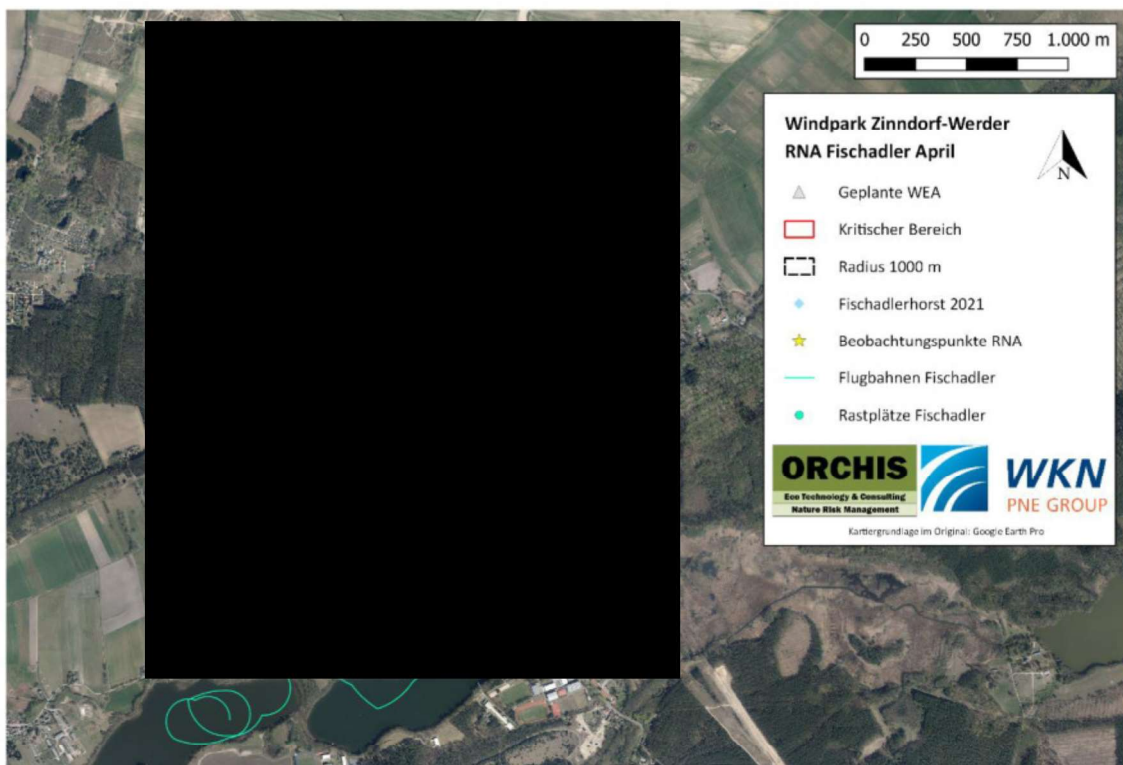 0 250 500 750 1.000 m
Windpark Zinndorf-Werder
RNA Fischadler April
N
Geplante WEA
Kritischer Bereich
Radius 1000 m
Fischadlerhorst 2021
Beobachtungspunkte RNA
Flugbahnen Fischadler
Rastplätze Fischadler
ORCHIS
Eco Technology & Consulting
Nature Risk Management
WKN
PNE GROUP
Kartiergrundlage im Original: Google Earth Pro